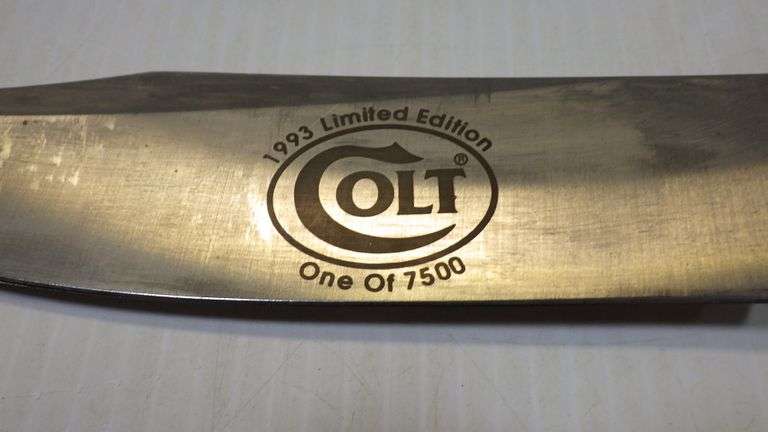 1993 Limited Edition
COLT®
One Of 7500